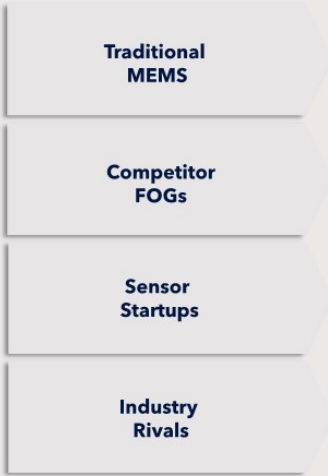 Traditional
MEMS
Competitor
FOGs
Sensor
Startups
Industry
Rivals